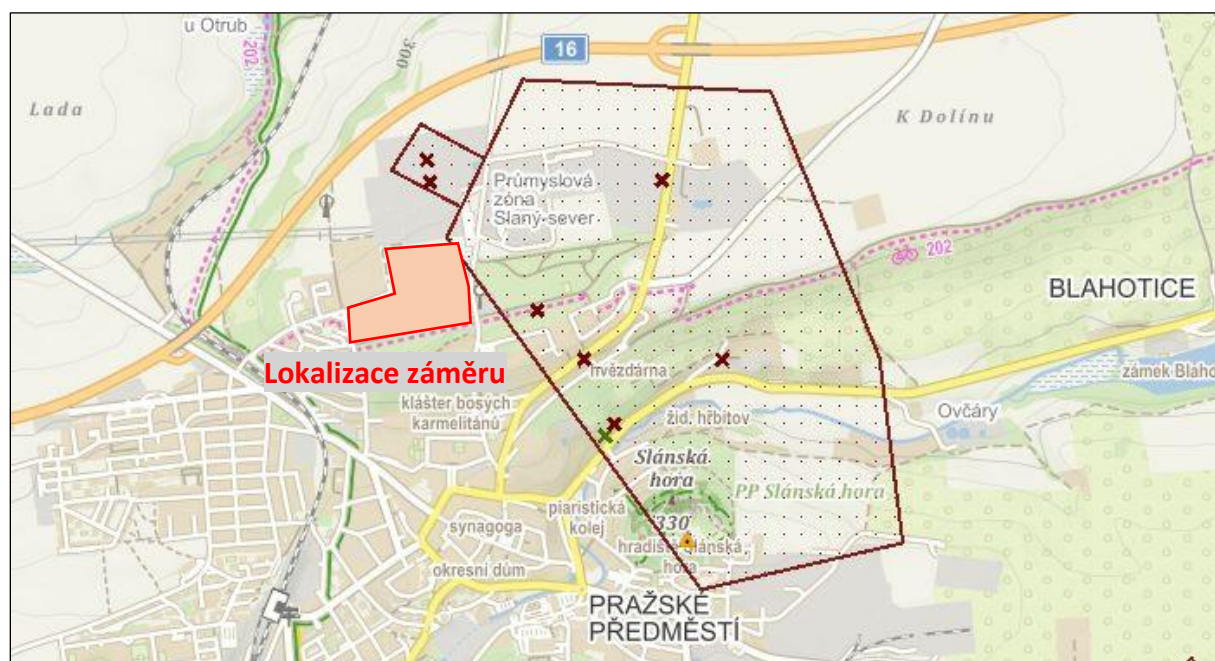 u Otrub
202
300
16
Lada
K Dolínu
Průmyslová
zóna
Slaný-sever
202
BLAHOTICE
Lokalizace záměru
hvězdárna
zámek Blaho
klášter bosých
karmelitánů
Ovčáry
žid. hřbitov
Slánská
hora
PP Slánská hora
piaristická
kolej
synagoga
330
hradiště Slánská
hora
okresní dům
PRAŽSKÉ
PŘEDMĚSTÍ